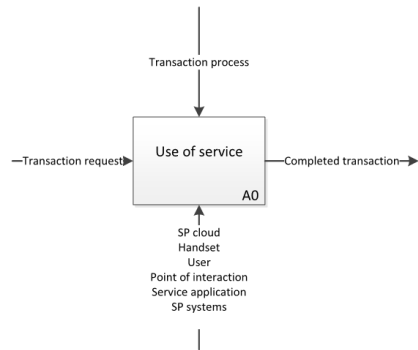 Transaction process
Use of service
Transaction request
Completed transaction
A0
SP cloud
Handset
User
Point of interaction
Service application
SP systems